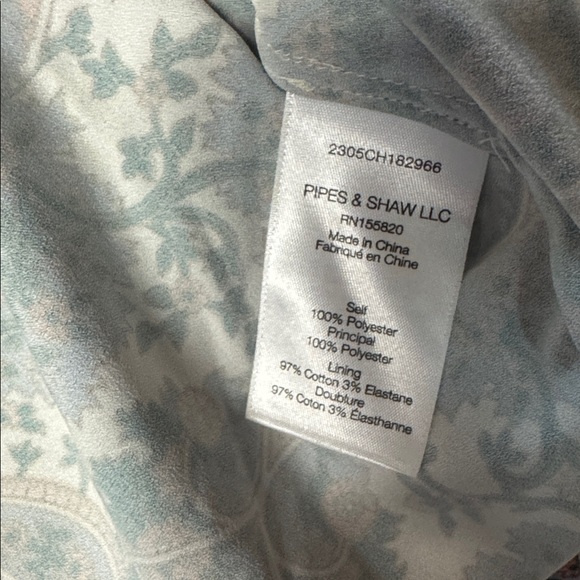 2305CH182966
PIPES & SHAW LLC
RN155820
Made in China
Fabriqué en Chine
Self
100% Polyester
Principal
100% Polyester
Lining
97% Cotton 3% Elastane
Doublure
97% Coton 3% Élasthanne